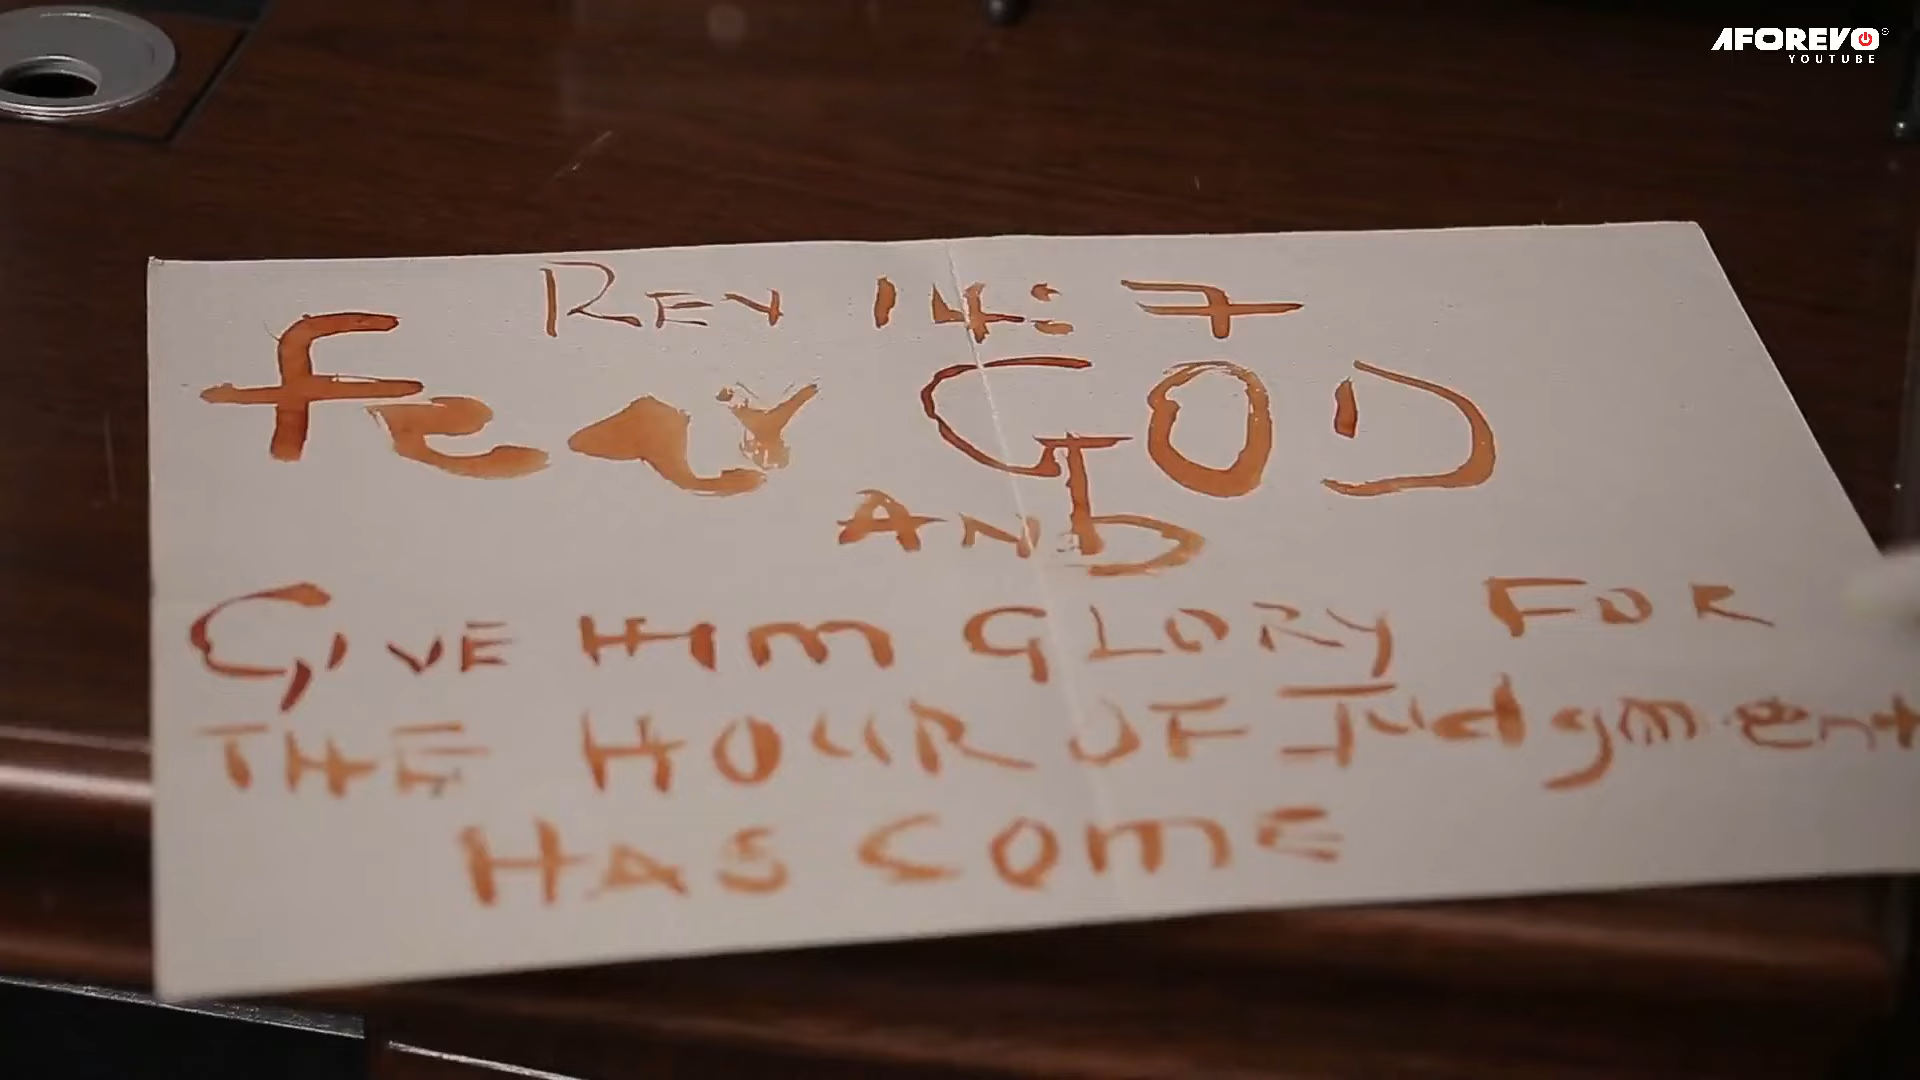 AFOREVO
YOUTUBE
REV 14:7
fear GOD
AND
GIVE HIM GLORY FOR
THE HOUR OF Judgment
HAS COME